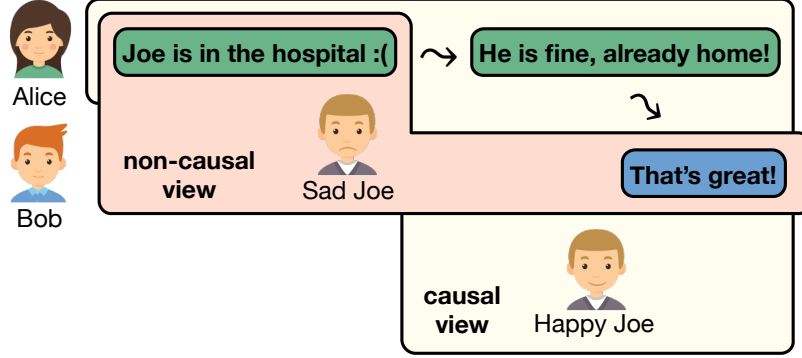 Joe is in the hospital :(
He is fine, already home!
Alice
non-causal
view
Sad Joe
That's great!
Bob
causal
view
Happy Joe